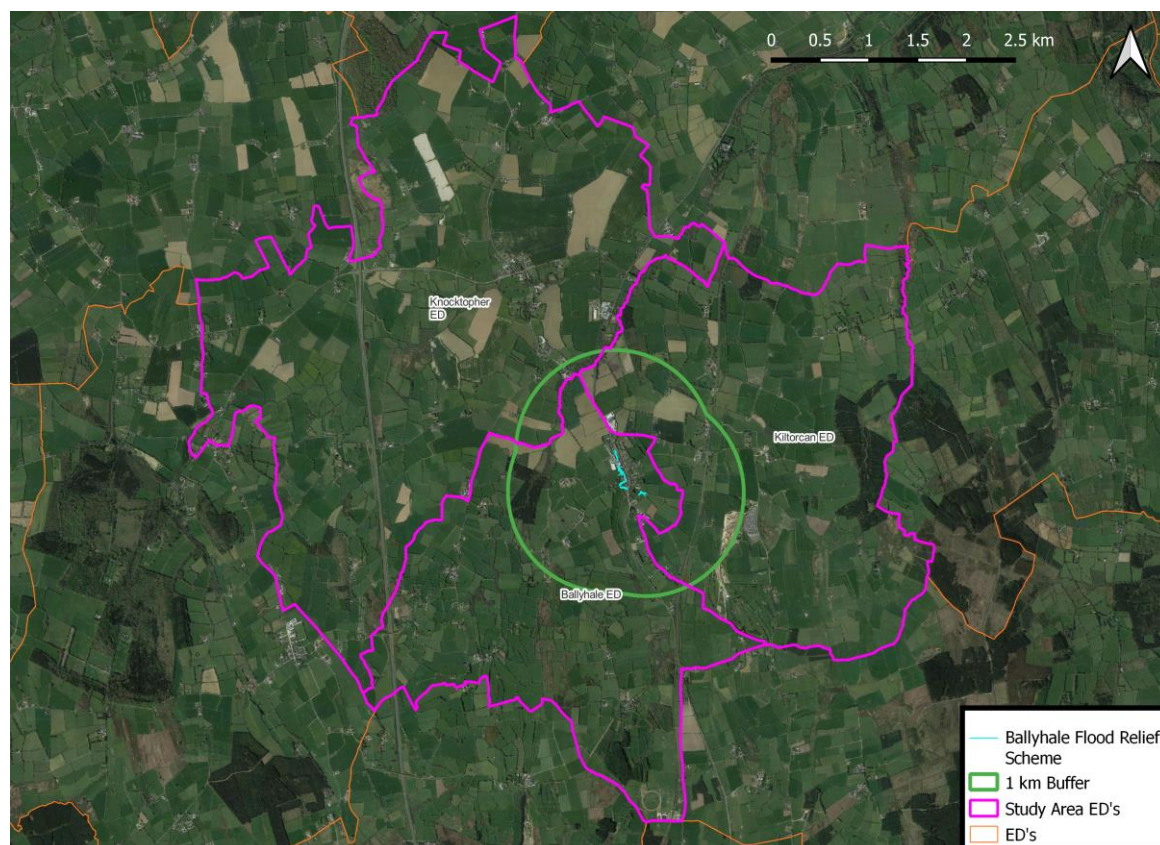 0 0.5 1 1.5 2 2.5 km
Knocktopher
ED
Kiltorcan ED
Ballyhale ED
Ballyhale Flood Relief
Scheme
1 km Buffer
Study Area ED's
ED's